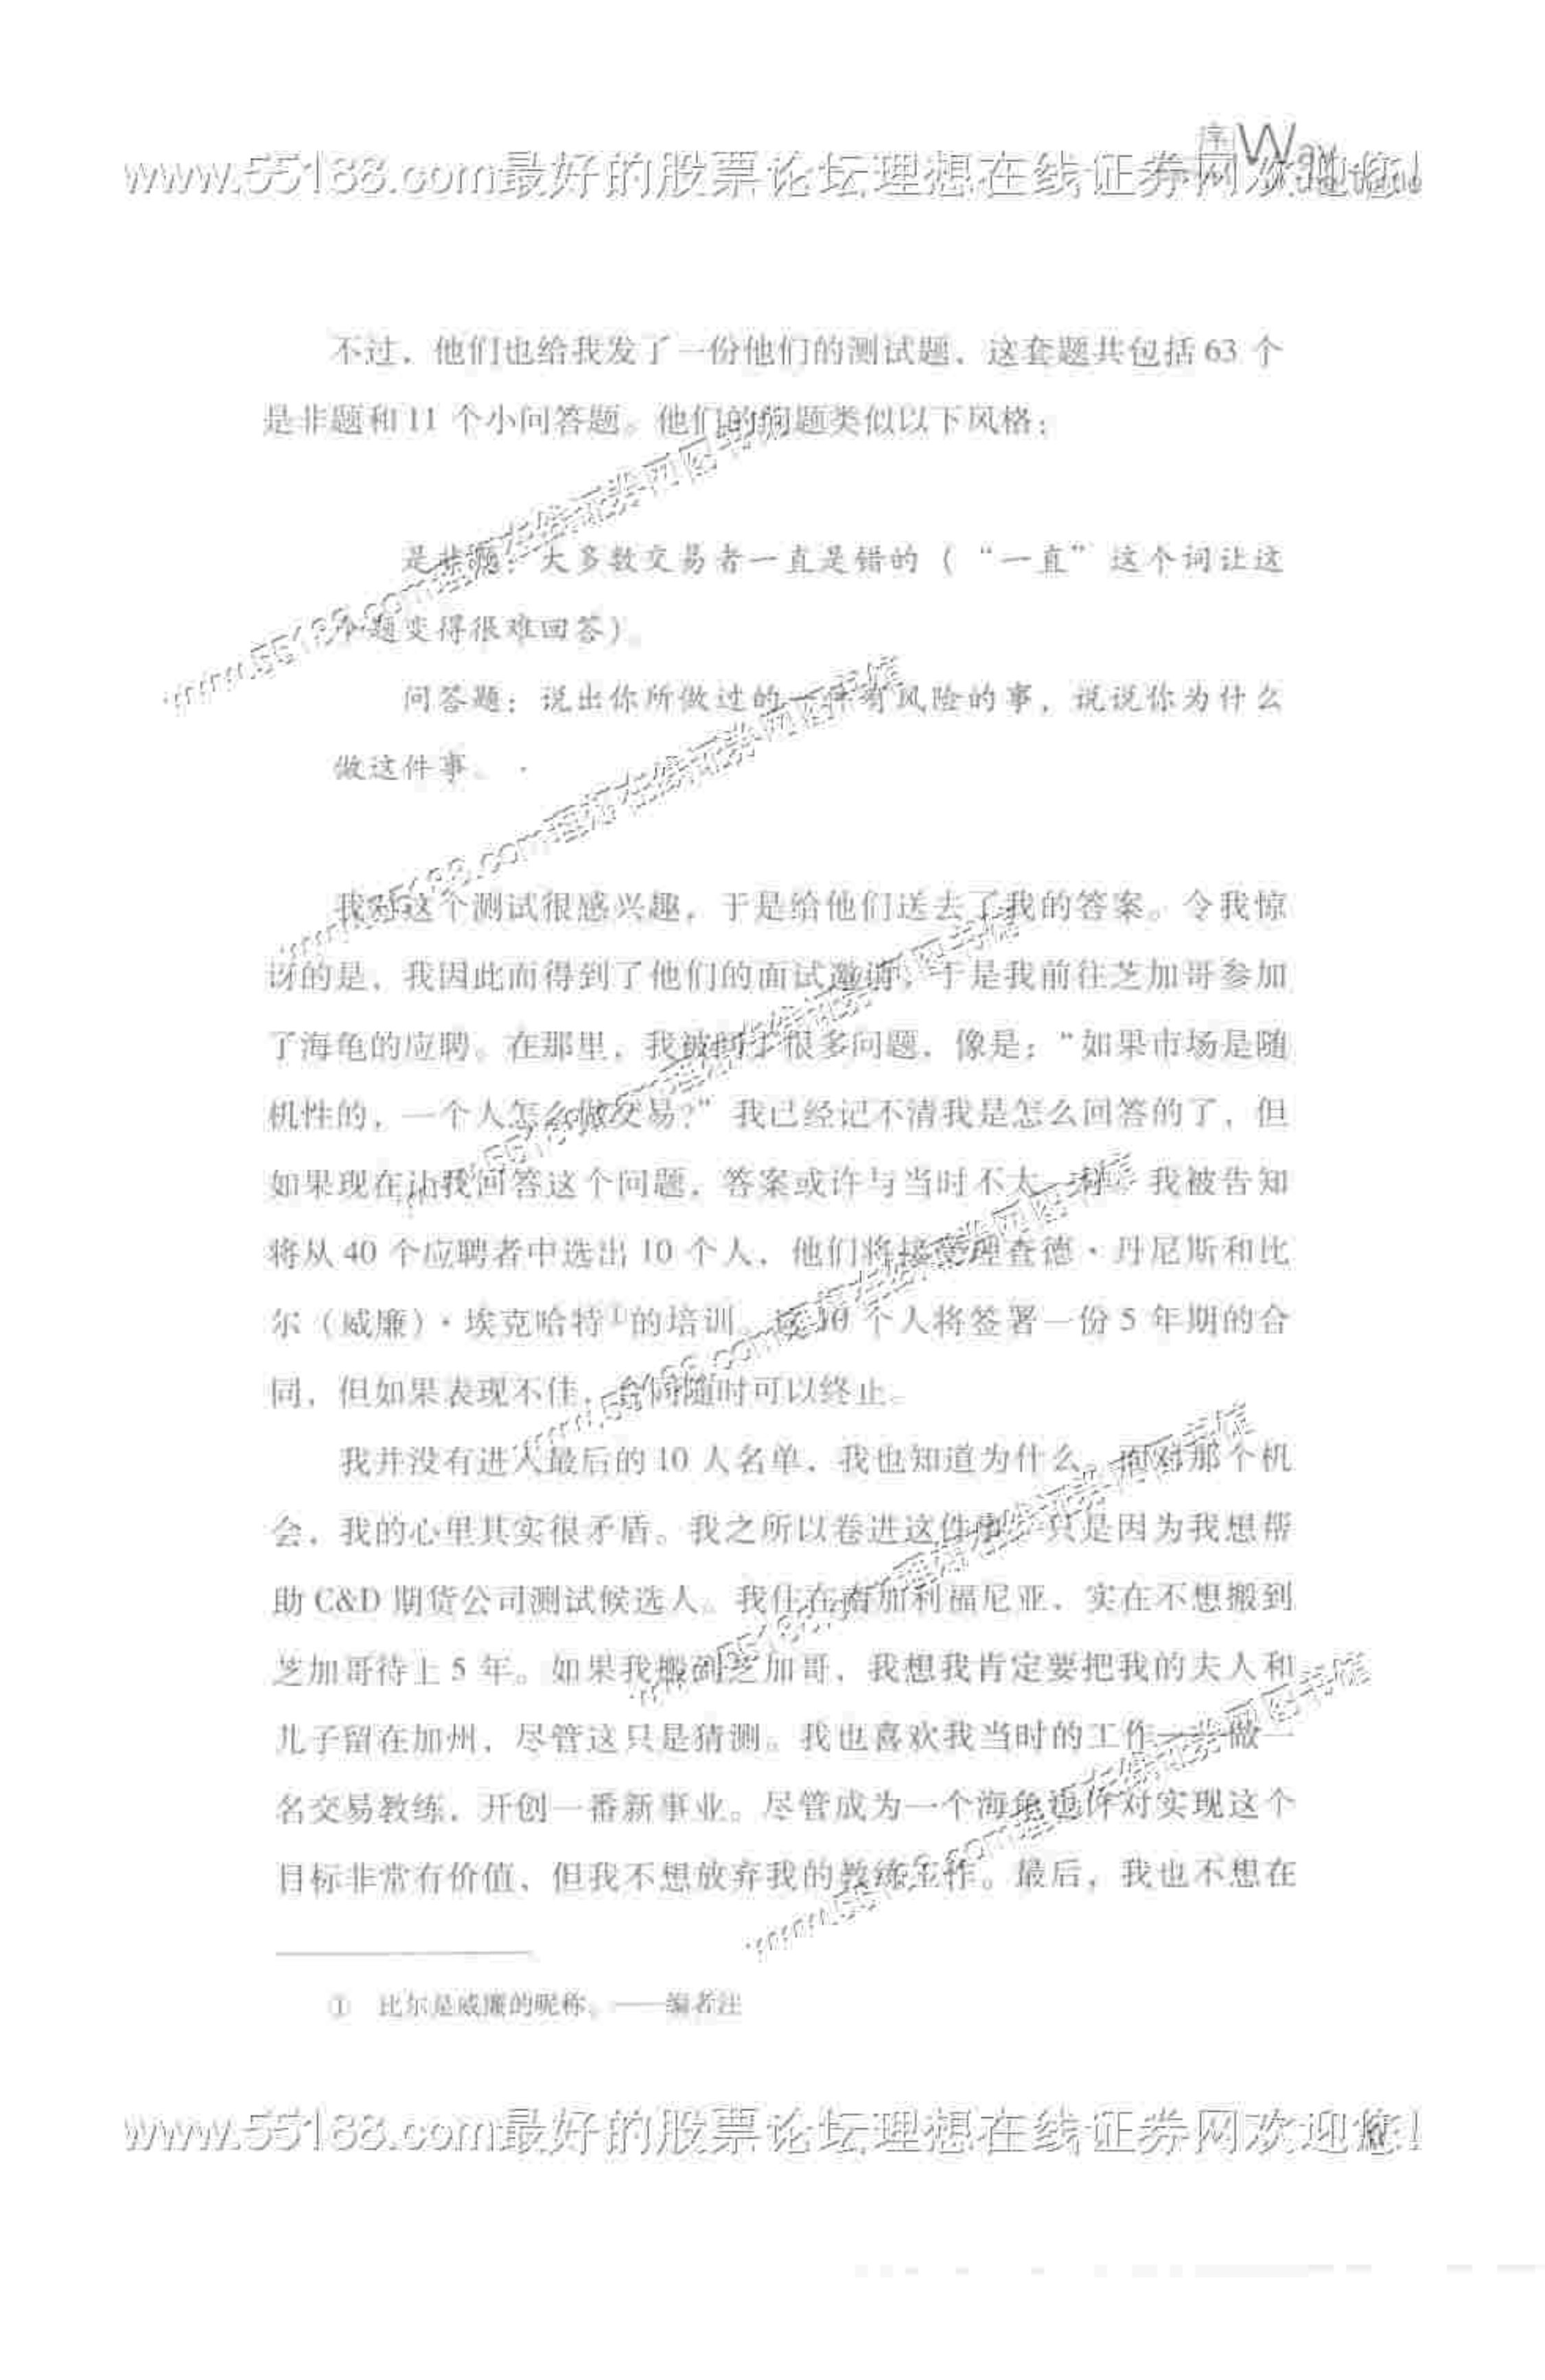 序Way
www.55188.com最好的股票论坛理想在线证券网欢迎您!
不过，他们也给我发了一份他们的测试题，这套题共包括 63 个
是非题和 11 个小问答题。他们的问题类似以下风格：
是非题：大多数交易者一直是错的（“一直”这个词让这
个题变得很难回答）。
问答题：说出你所做过的一件有风险的事，说说你为什么
做这件事。
我对这个测试很感兴趣，于是给他们送去了我的答案。令我惊
讶的是，我因此而得到了他们的面试邀请，于是我前往芝加哥参加
了海龟的应聘。在那里，我被问了很多问题，像是：“如果市场是随
机性的，一个人怎么做交易?”我已经记不清我是怎么回答的了，但
如果现在让我回答这个问题，答案或许与当时不太一样。我被告知
将从 40 个应聘者中选出 10 个人，他们将接受理查德·丹尼斯和比
尔（威廉）·埃克哈特①的培训。这 10 个人将签署一份 5 年期的合
同，但如果表现不佳，合同随时可以终止。
我并没有进入最后的 10 人名单，我也知道为什么。面对那个机
会，我的心里其实很矛盾。我之所以卷进这件事，只是因为我想帮
助 C&D 期货公司测试候选人。我住在南加利福尼亚，实在不想搬到
芝加哥待上 5 年。如果我搬到芝加哥，我想我肯定要把我的夫人和
儿子留在加州，尽管这只是猜测。我也喜欢我当时的工作——做一
名交易教练，开创一番新事业。尽管成为一个海龟也许对实现这个
目标非常有价值，但我不想放弃我的教练工作。最后，我也不想在
① 比尔是威廉的昵称。——编者注
www.55188.com最好的股票论坛理想在线证券网欢迎您!